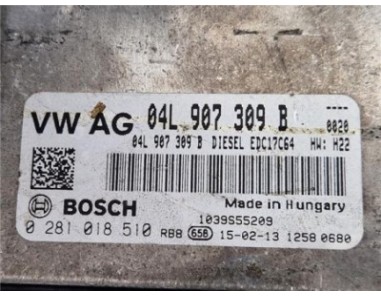 VW AG 04L 907 309 B ----
0020
04L 907 309 B DIESEL EDC17C64 HW: H22
BOSCH
Made in Hungary
1039S55209
0 281 018 510 RBB 656 15-02-13 1258 0680